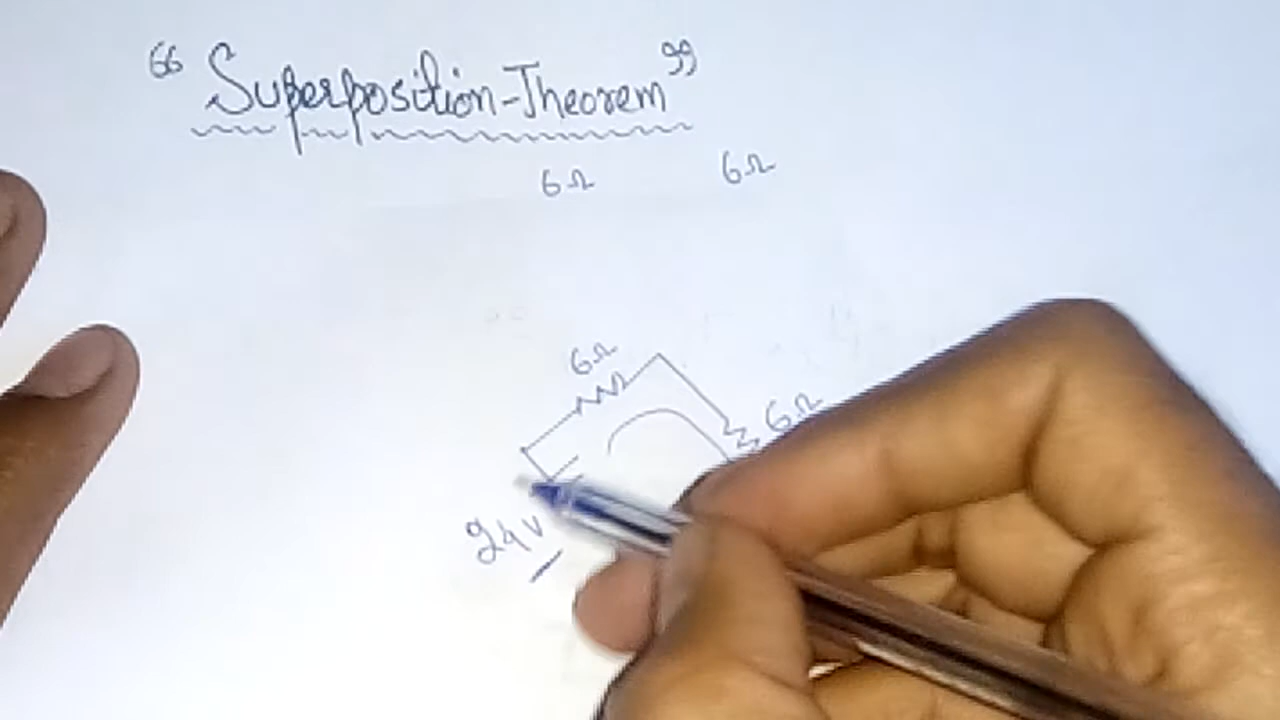 “Superposition-Theorem”
6Ω 6Ω
6Ω
6Ω
24V